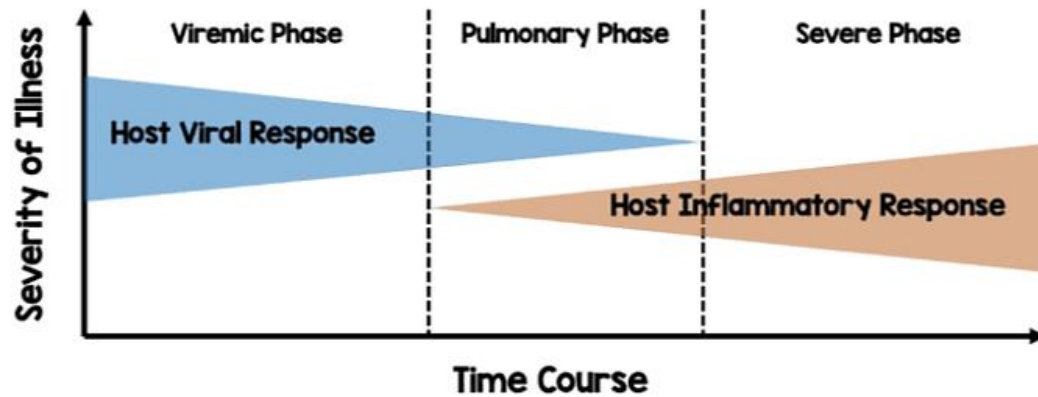 Viremic Phase
Pulmonary Phase
Severe Phase
Severity of Illness
Host Viral Response
Host Inflammatory Response
Time Course